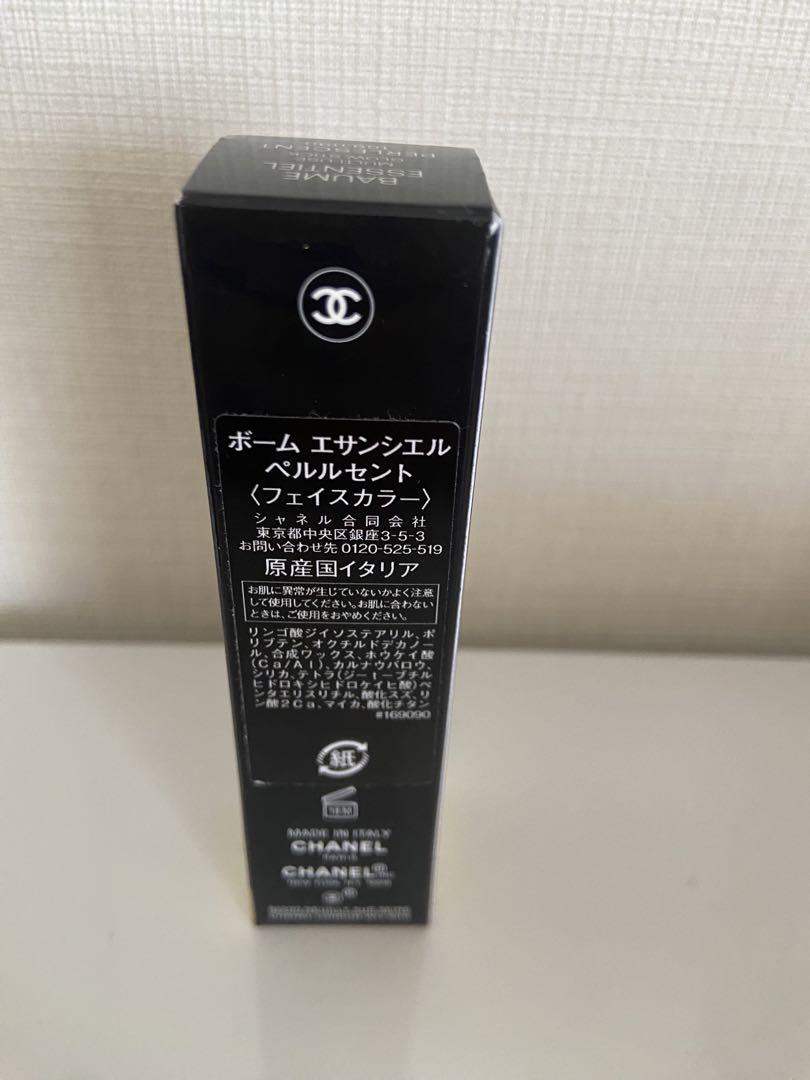 BAUME
ESSENTIEL
MULTI-USE
GLOW STICK
PERLESCENT
ボーム エサンシエル
ペルルセント
〈フェイスカラー〉
シャネル合同会社
東京都中央区銀座3-5-3
お問い合わせ先 0120-525-519
原産国イタリア
お肌に異常が生じていないかよく注意
して使用してください。お肌に合わない
ときは、ご使用をおやめください。
リンゴ酸ジイソステアリル、ポ
リブテン、オクチルドデカノー
ル、合成ワックス、ホウケイ酸
(Ca/Al)、カルナウバロウ、
シリカ、テトラ(ジーtーブチル
ヒドロキシヒドロケイヒ酸)ペ
ンタエリスリチル、酸化スズ、リ
ン酸2Ca、マイカ、酸化チタン
#169090
紙
MADE IN ITALY
CHANEL
PARIS
CHANEL